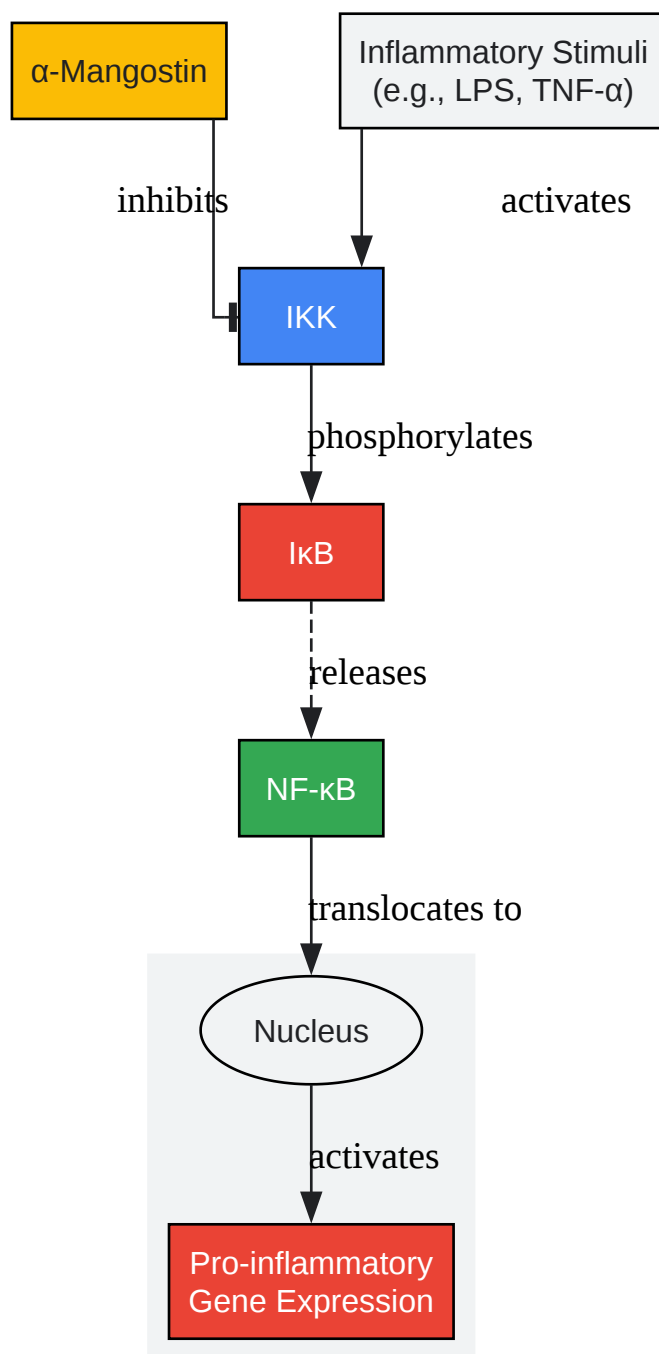 α-Mangostin
Inflammatory Stimuli
(e.g., LPS, TNF-α)
inhibits
activates
IKK
phosphorylates
IκB
releases
NF-κB
translocates to
Nucleus
activates
Pro-inflammatory
Gene Expression